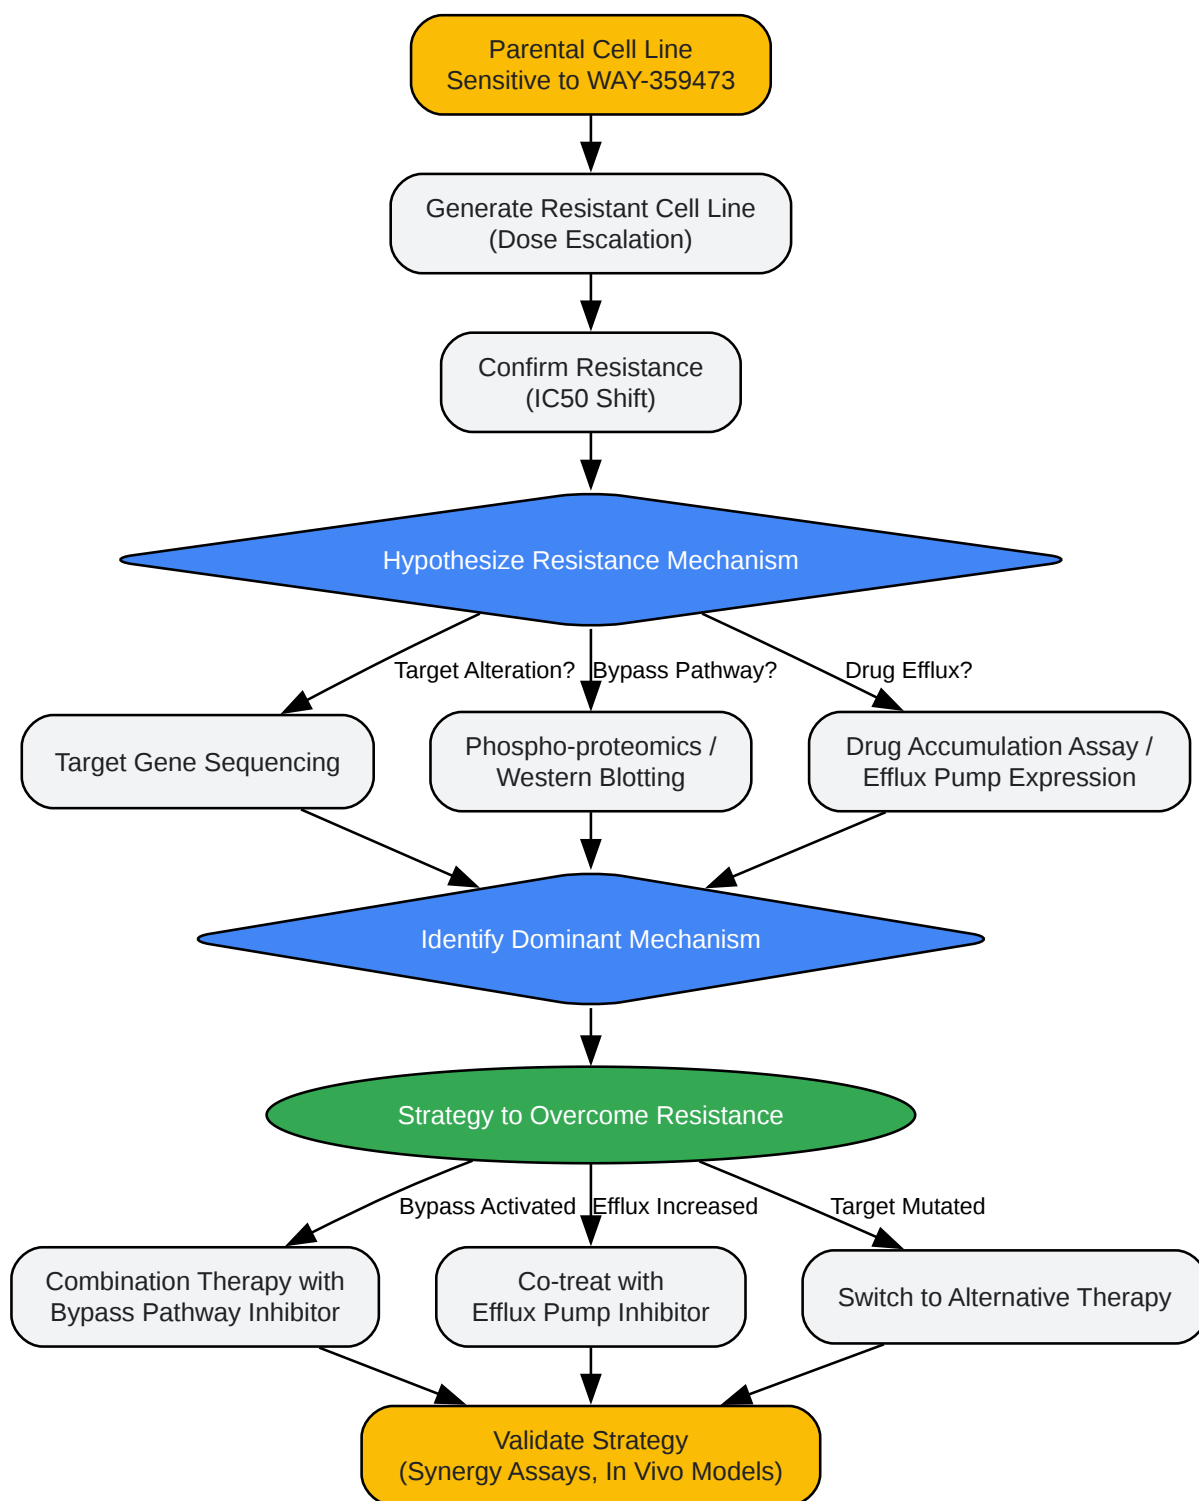 Parental Cell Line
Sensitive to WAY-359473
Generate Resistant Cell Line
(Dose Escalation)
Confirm Resistance
(IC50 Shift)
Hypothesize Resistance Mechanism
Target Alteration?
Bypass Pathway?
Drug Efflux?
Target Gene Sequencing
Phospho-proteomics /
Western Blotting
Drug Accumulation Assay /
Efflux Pump Expression
Identify Dominant Mechanism
Strategy to Overcome Resistance
Bypass Activated
Efflux Increased
Target Mutated
Combination Therapy with
Bypass Pathway Inhibitor
Co-treat with
Efflux Pump Inhibitor
Switch to Alternative Therapy
Validate Strategy
(Synergy Assays, In Vivo Models)